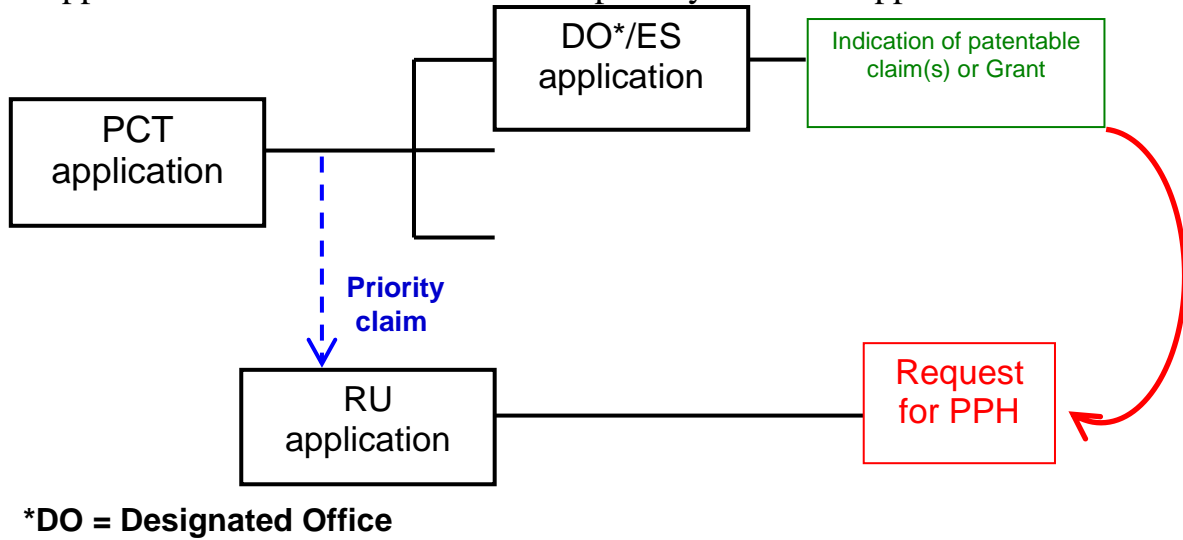 DO*/ES
application
Indication of patentable
claim(s) or Grant
PCT
application
Priority
claim
RU
application
Request
for PPH
*DO = Designated Office